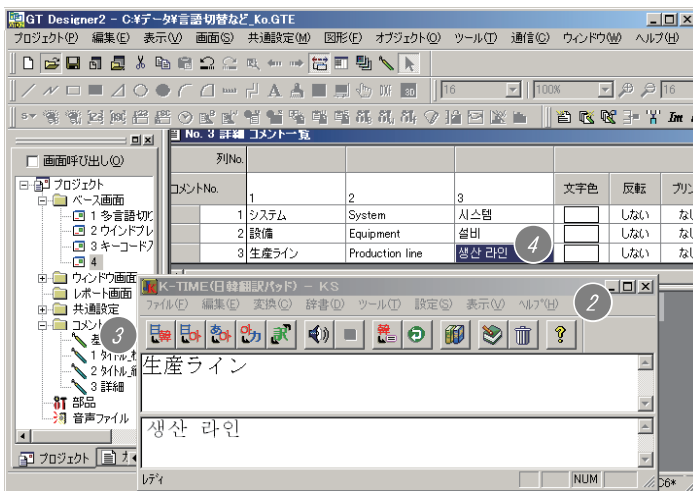 GT Designer2 - C:¥データ¥言語切替など_Ko.GTE
プロジェクト(P) 編集(E) 表示(V) 画面(S) 共通設定(M) 図形(F) オブジェクト(O) ツール(T) 通信(C) ウィンドウ(W) ヘルプ(H)
16 100% 16
No. 3 詳細 コメント一覧
画面呼び出し(O)
列No.
コメントNo. 1 2 3 文字色 反転
1 システム System 시스템 しない
2 設備 Equipment 설비 しない
3 生産ライン Production line 생산 라인 しない
4
プロジェクト
ベース画面
1 多言語切
2 ウインドブレ
3 キーコード
4
ウィンドウ画面
レポート画面
共通設定
コメント
3
1 タイトル
2 タイトル
3 詳細
部品
音声ファイル
プロジェクト
K-TIME(日韓翻訳パッド) - KS
ファイル(F) 編集(E) 変換(C) 辞書(D) ツール(T) 設定(S) 表示(V) ヘルプ(H)
2
生産ライン
생산 라인
レディ NUM